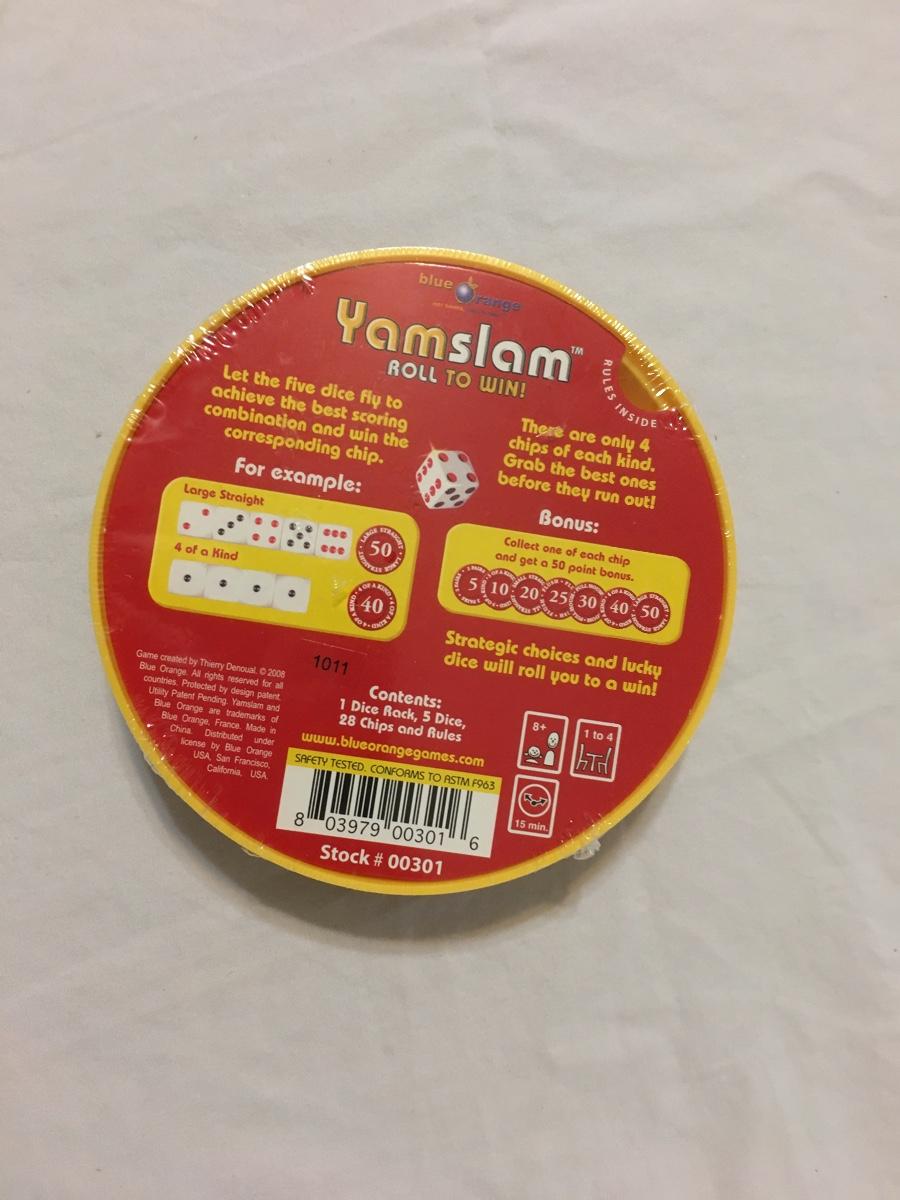 blue Orange
Yamslam™
ROLL TO WIN!
RULES INSIDE
Let the five dice fly to
achieve the best scoring
combination and win the
corresponding chip.
For example:
Large Straight
50
LARGE STRAIGHT
4 of a Kind
40
4 OF A KIND
There are only 4
chips of each kind.
Grab the best ones
before they run out!
Bonus:
Collect one of each chip
and get a 50 point bonus.
5 10 20 25 30 40 50
Strategic choices and lucky
dice will roll you to a win!
Game created by Thierry Denoual. © 2008
Blue Orange. All rights reserved for all
countries. Protected by design patent.
Utility Patent Pending. Yamslam and
Blue Orange are trademarks of
Blue Orange, France. Made in
China. Distributed under
license by Blue Orange
USA, San Francisco,
California, USA.
1011
Contents:
1 Dice Rack, 5 Dice,
28 Chips and Rules
www.blueorangegames.com
SAFETY TESTED. CONFORMS TO ASTM F963
8 03979 00301 6
Stock # 00301
8+
1 to 4
15 min.